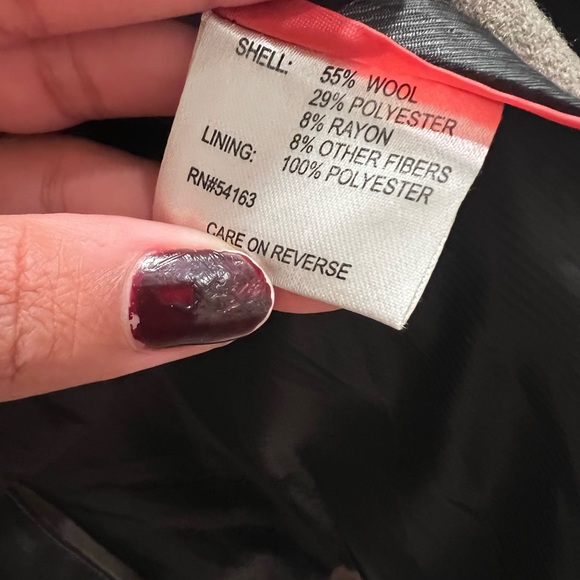 SHELL: 55% WOOL
29% POLYESTER
8% RAYON
8% OTHER FIBERS
LINING: 100% POLYESTER
RN#54163
CARE ON REVERSE